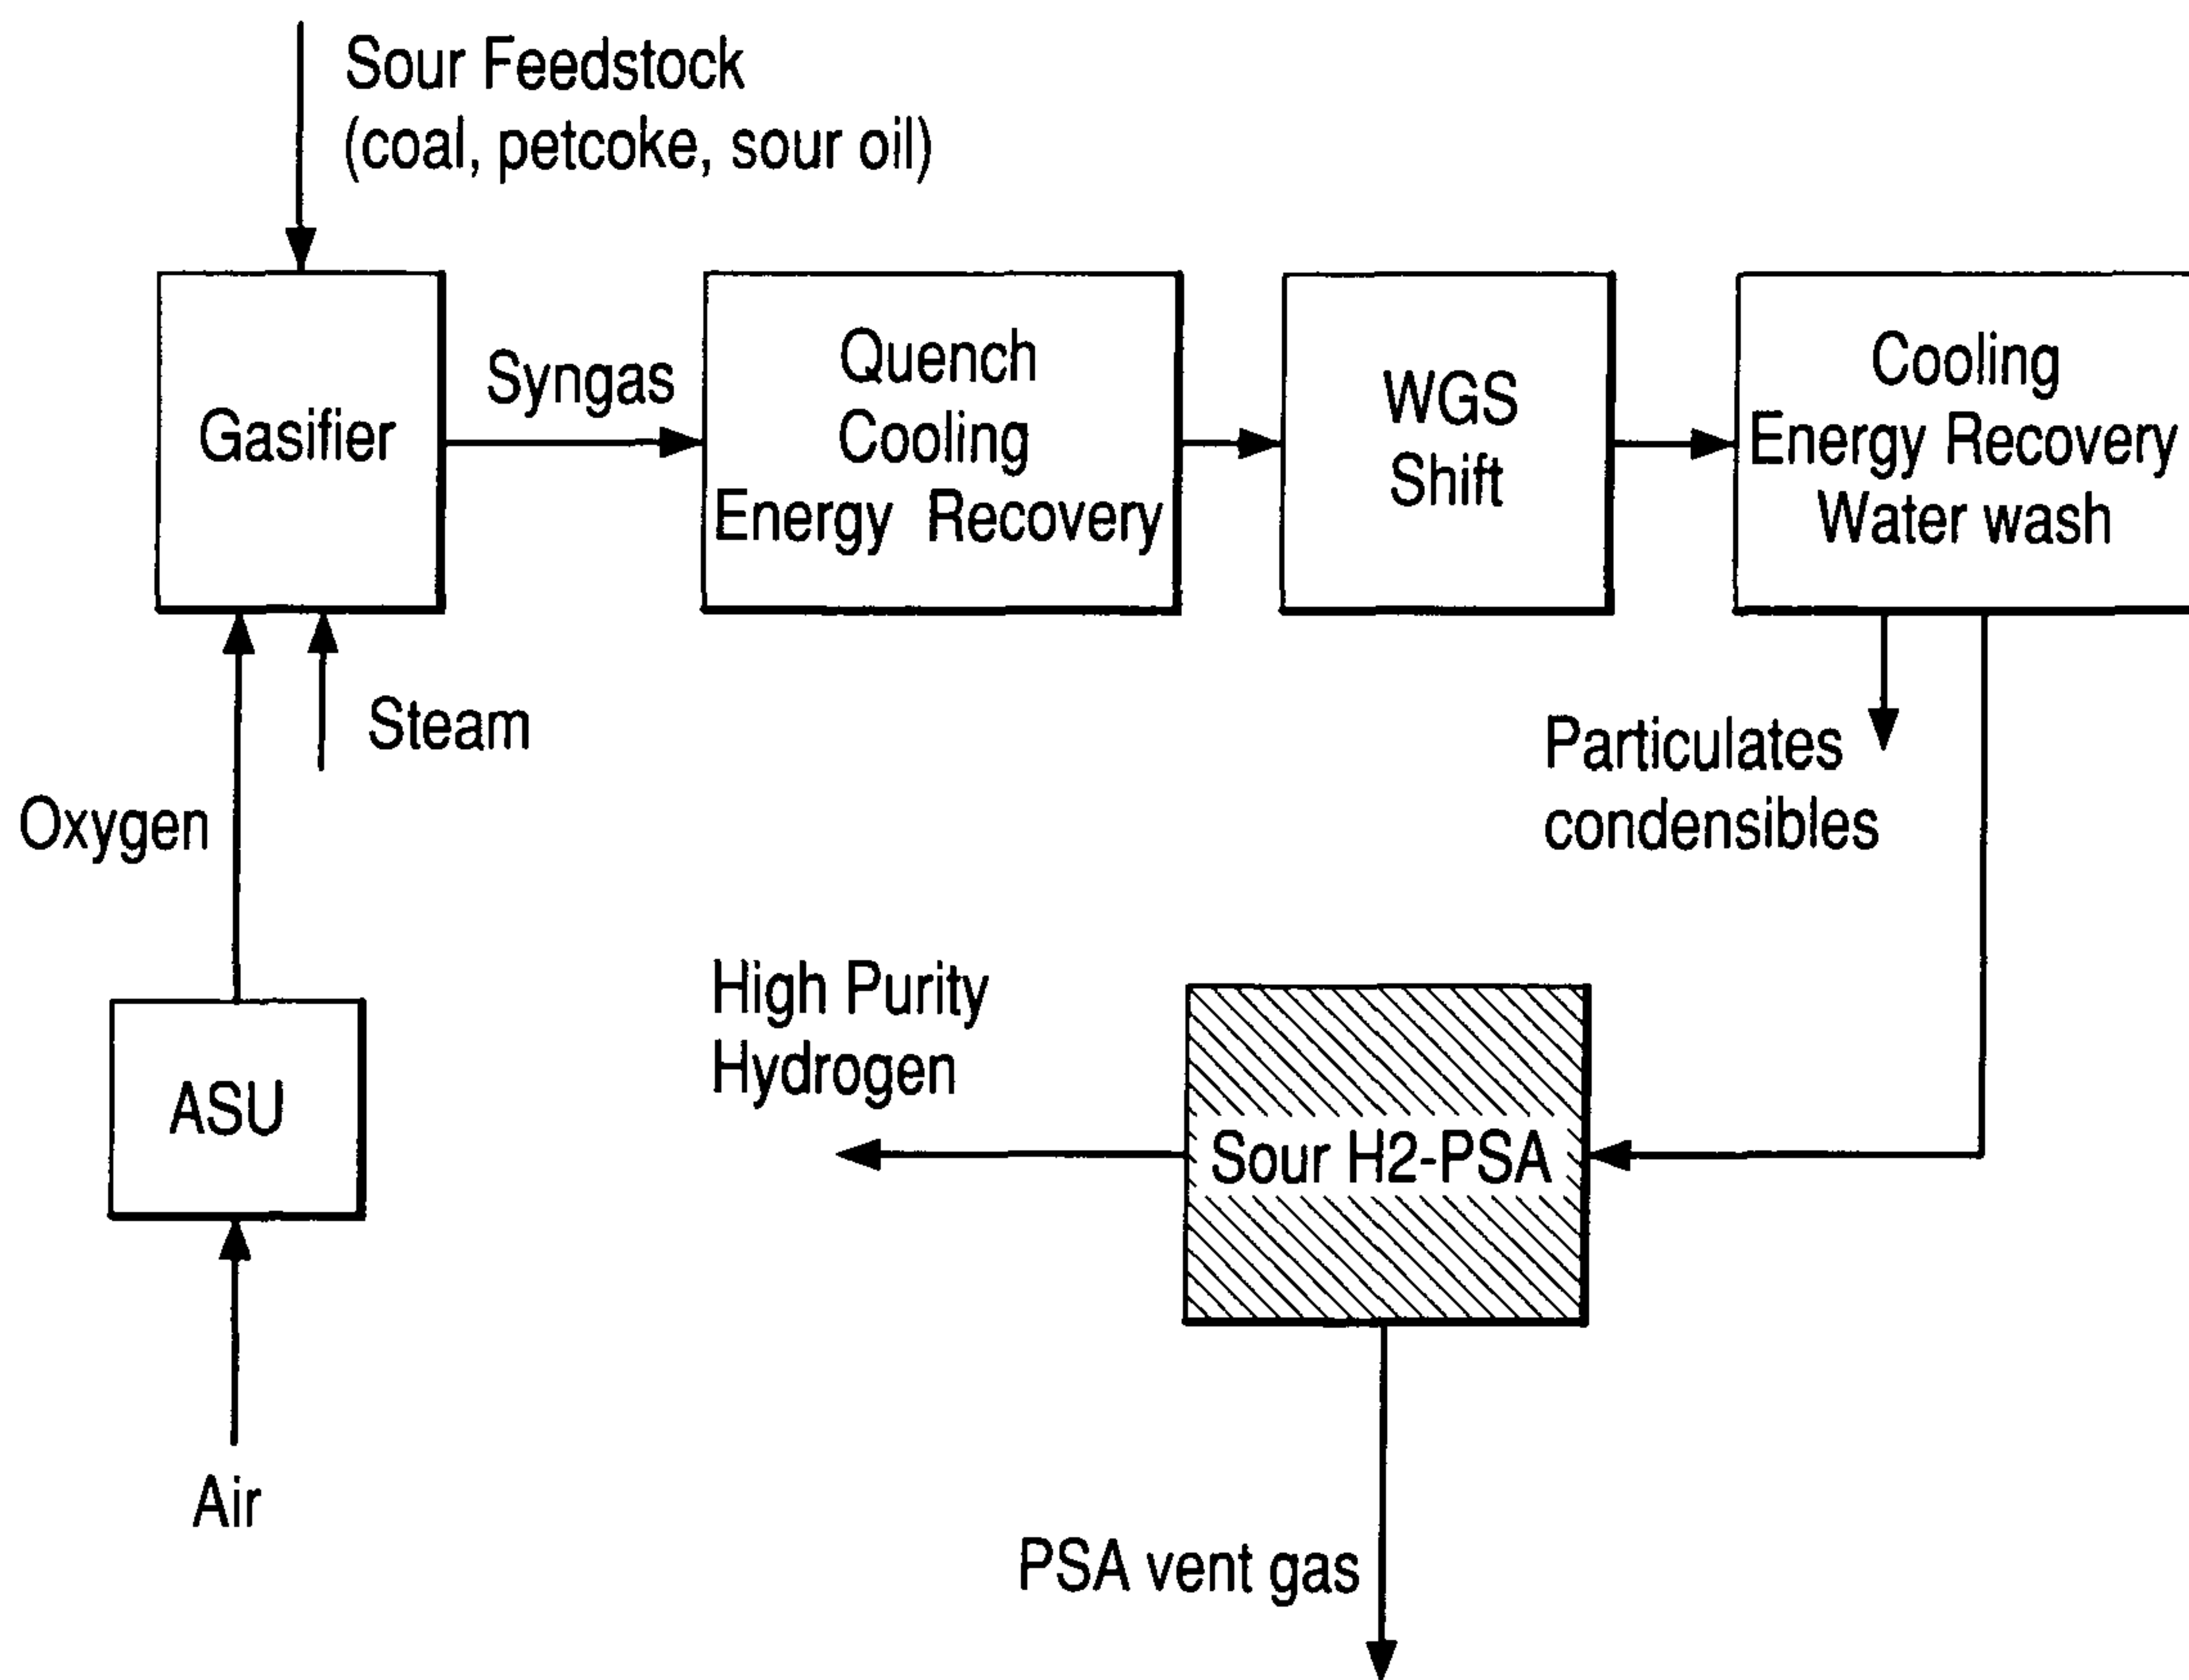 Sour Feedstock
(coal, petcoke, sour oil)
Gasifier
Syngas
Quench
Cooling
Energy Recovery
WGS
Shift
Cooling
Energy Recovery
Water wash
Steam
Particulates
condensibles
Oxygen
High Purity
Hydrogen
ASU
Sour H2-PSA
Air
PSA vent gas